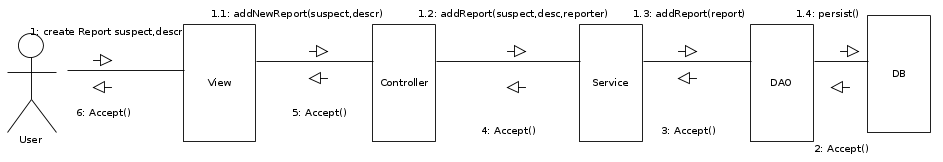 1.1: addNewReport(suspect,descr)
1.2: addReport(suspect,desc,reporter)
1.3: addReport(report)
1.4: persist()
1: create Report suspect,descr
View
Controller
Service
DAO
DB
6: Accept()
5: Accept()
4: Accept()
3: Accept()
2: Accept()
User